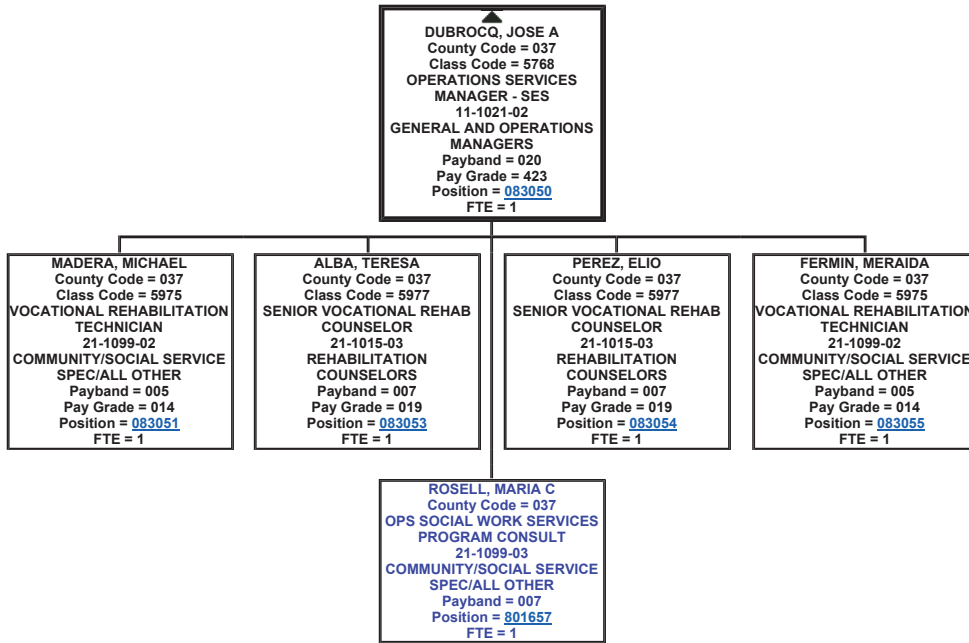 DUBROCQ, JOSE A
County Code = 037
Class Code = 5768
OPERATIONS SERVICES
MANAGER - SES
11-1021-02
GENERAL AND OPERATIONS
MANAGERS
Payband = 020
Pay Grade = 423
Position = 083050
FTE = 1
MADERA, MICHAEL
County Code = 037
Class Code = 5975
VOCATIONAL REHABILITATION
TECHNICIAN
21-1099-02
COMMUNITY/SOCIAL SERVICE
SPEC/ALL OTHER
Payband = 005
Pay Grade = 014
Position = 083051
FTE = 1
ALBA, TERESA
County Code = 037
Class Code = 5977
SENIOR VOCATIONAL REHAB
COUNSELOR
21-1015-03
REHABILITATION
COUNSELORS
Payband = 007
Pay Grade = 019
Position = 083053
FTE = 1
PEREZ, ELIO
County Code = 037
Class Code = 5977
SENIOR VOCATIONAL REHAB
COUNSELOR
21-1015-03
REHABILITATION
COUNSELORS
Payband = 007
Pay Grade = 019
Position = 083054
FTE = 1
FERMIN, MERAIDA
County Code = 037
Class Code = 5975
VOCATIONAL REHABILITATION
TECHNICIAN
21-1099-02
COMMUNITY/SOCIAL SERVICE
SPEC/ALL OTHER
Payband = 005
Pay Grade = 014
Position = 083055
FTE = 1
ROSELL, MARIA C
County Code = 037
OPS SOCIAL WORK SERVICES
PROGRAM CONSULT
21-1099-03
COMMUNITY/SOCIAL SERVICE
SPEC/ALL OTHER
Payband = 007
Position = 801657
FTE = 1